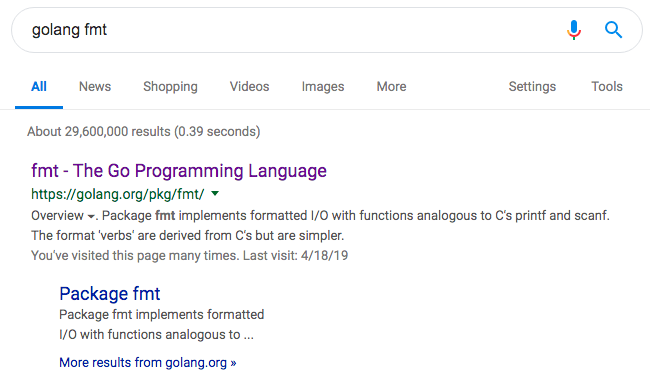 golang fmt
All News Shopping Videos Images More Settings Tools
About 29,600,000 results (0.39 seconds)
fmt - The Go Programming Language
https://golang.org/pkg/fmt/
Overview . Package fmt implements formatted I/O with functions analogous to C's printf and scanf.
The format 'verbs' are derived from C's but are simpler.
You've visited this page many times. Last visit: 4/18/19
Package fmt
Package fmt implements formatted
I/O with functions analogous to ...
More results from golang.org »